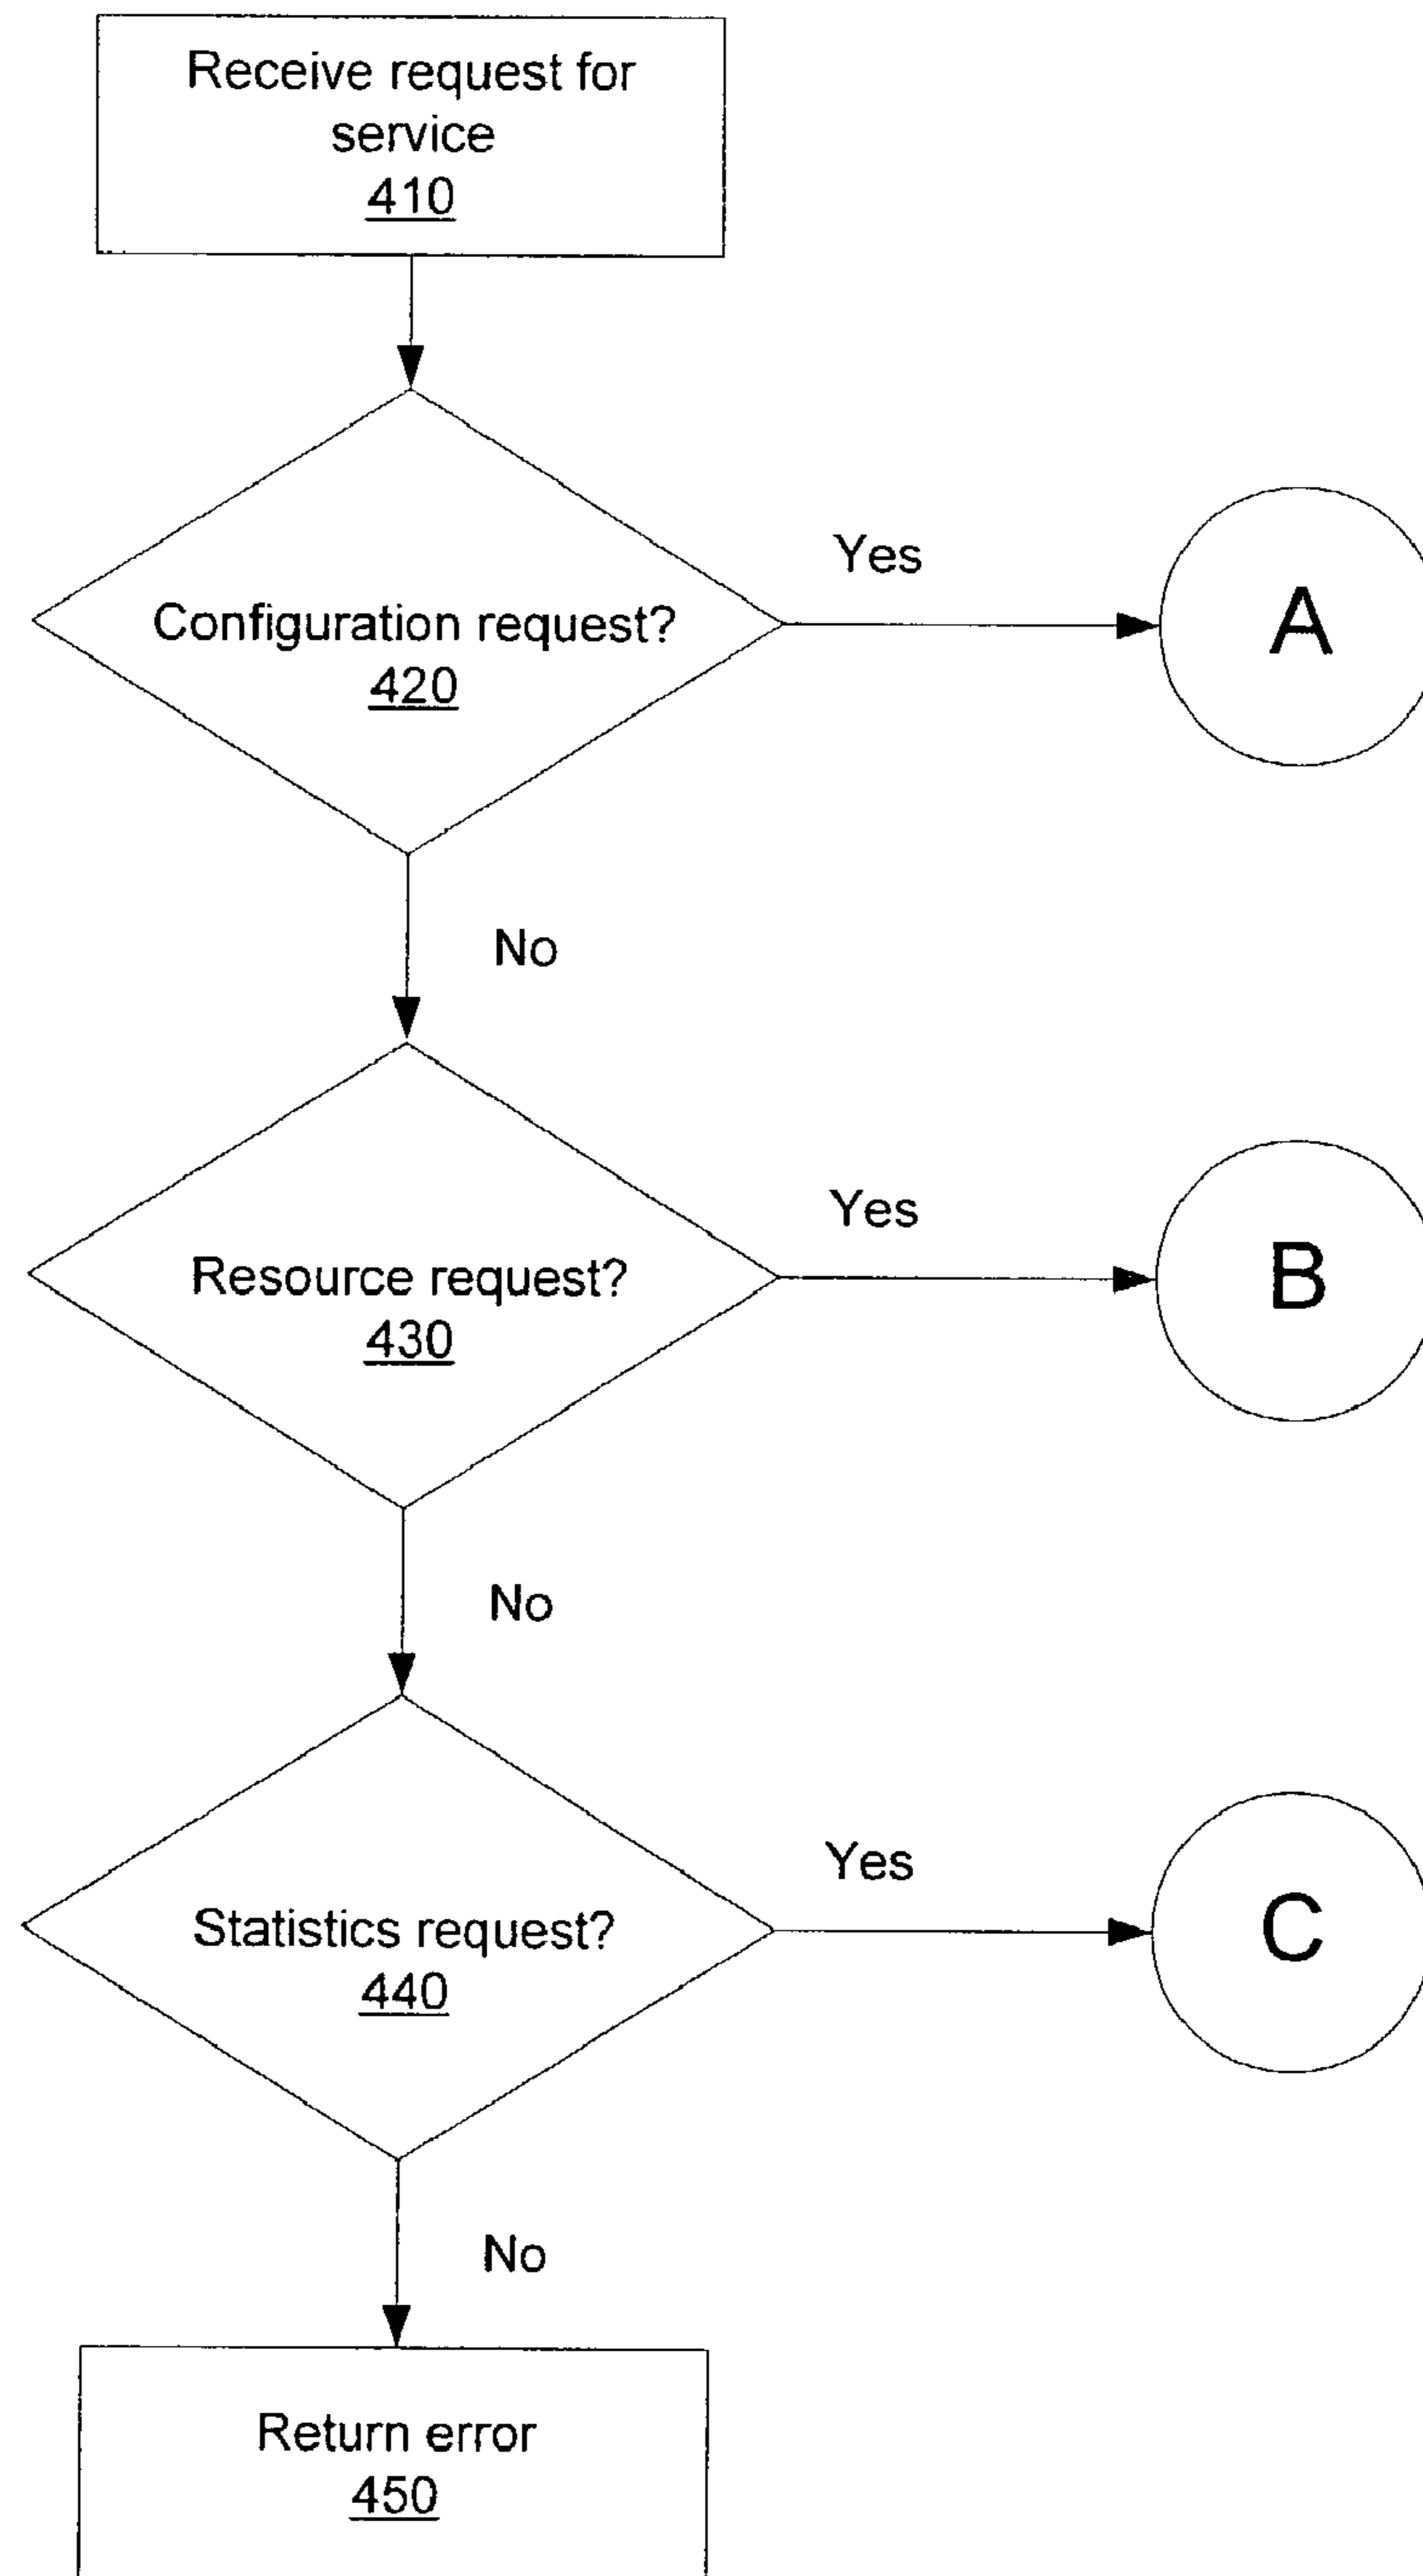 Receive request for
service
410
Yes
Configuration request?
420
A
No
Yes
Resource request?
430
B
No
Yes
Statistics request?
440
C
No
Return error
450